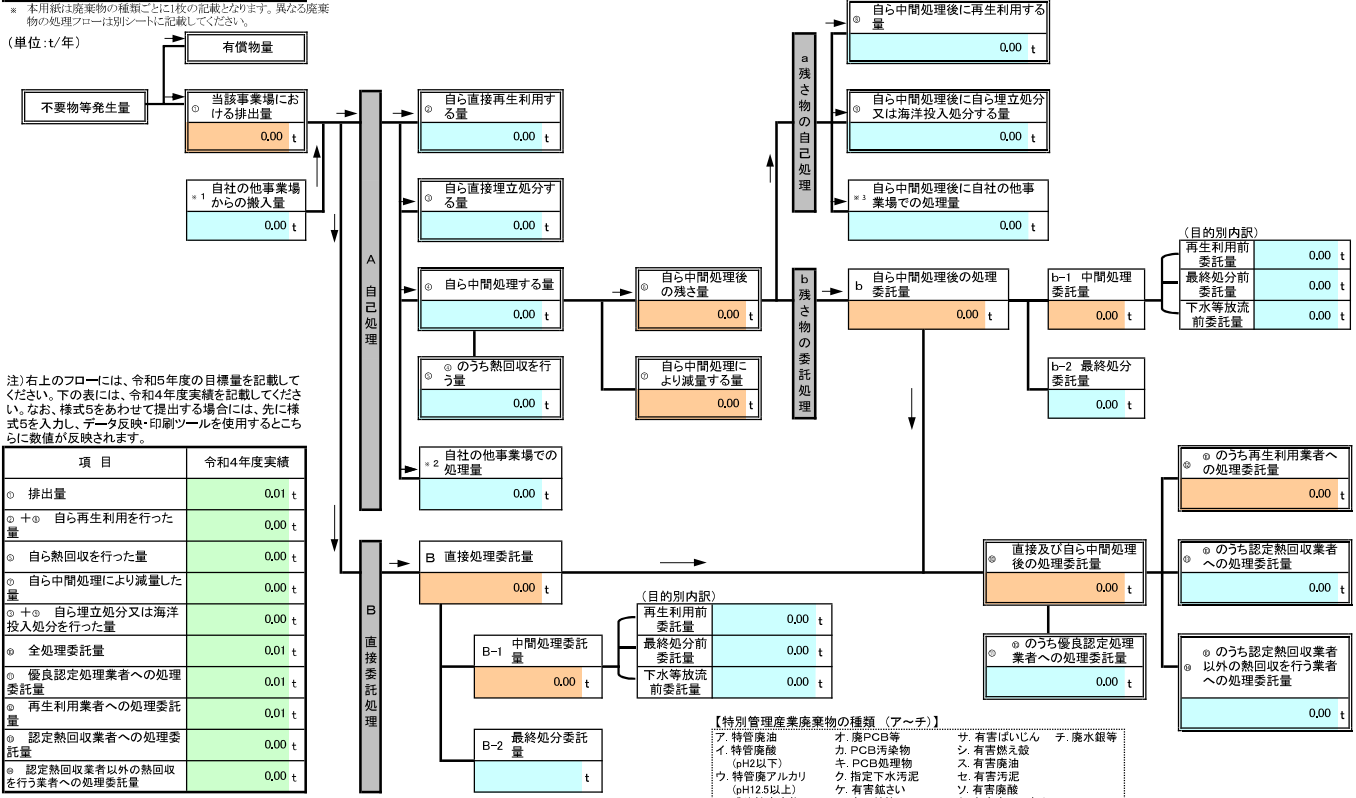 * 本用紙は廃棄物の種類ごとに1枚の記載となります。異なる廃棄
物の処理フローは別シートに記載してください。
(単位:t/年)
有償物量
不要物等発生量
① 当該事業場にお
ける排出量
0.00 t
*1 自社の他事業場
からの搬入量
0.00 t
A 自己処理
② 自ら直接再生利用す
る量
0.00 t
③ 自ら直接埋立処分す
る量
0.00 t
④ 自ら中間処理する量
0.00 t
⑤ ④のうち熱回収を行
う量
0.00 t
*2 自社の他事業場での
処理量
0.00 t
⑥ 自ら中間処理後
の残さ量
0.00 t
⑦ 自ら中間処理に
より減量する量
0.00 t
a 残さ物の自己処理
⑧ 自ら中間処理後に再生利用する
量
0.00 t
⑨ 自ら中間処理後に自ら埋立処分
又は海洋投入処分する量
0.00 t
*3 自ら中間処理後に自社の他事
業場での処理量
0.00 t
b 残さ物の委託処理
b 自ら中間処理後の処理
委託量
0.00 t
b-1 中間処理
委託量
0.00 t
b-2 最終処分
委託量
0.00 t
(目的別内訳)
再生利用前
委託量 0.00 t
最終処分前
委託量 0.00 t
下水等放流
前委託量 0.00 t
注)右上のフローには、令和5年度の目標量を記載して
ください。下の表には、令和4年度実績を記載してくださ
い。なお、様式5をあわせて提出する場合には、先に様
式5を入力し、データ反映・印刷ツールを使用するとこち
らに数値が反映されます。
項 目 令和4年度実績
① 排出量 0.01 t
②+⑧ 自ら再生利用を行った
量 0.00 t
⑤ 自ら熱回収を行った量 0.00 t
⑦ 自ら中間処理により減量した
量 0.00 t
③+⑨ 自ら埋立処分又は海洋
投入処分を行った量 0.00 t
⑩ 全処理委託量 0.01 t
⑪ 優良認定処理業者への処理
委託量 0.01 t
⑫ 再生利用業者への処理委託
量 0.01 t
⑬ 認定熱回収業者への処理委
託量 0.00 t
⑭ 認定熱回収業者以外の熱回収
を行う業者への処理委託量 0.00 t
B 直接委託処理
B 直接処理委託量
0.00 t
B-1 中間処理委託
量
0.00 t
B-2 最終処分委託
量
t
(目的別内訳)
再生利用前
委託量 0.00 t
最終処分前
委託量 0.00 t
下水等放流
前委託量 0.00 t
⑩ 直接及び自ら中間処理
後の処理委託量
0.00 t
⑪ ⑩のうち優良認定処理
業者への処理委託量
0.00 t
⑫ ⑩のうち再生利用業者へ
の処理委託量
0.00 t
⑬ ⑩のうち認定熱回収業者
への処理委託量
0.00 t
⑭ ⑩のうち認定熱回収業者
以外の熱回収を行う業者
への処理委託量
0.00 t
【特別管理産業廃棄物の種類 (ア~チ)】
ア. 特管廃油 オ. 廃PCB等 サ. 有害ばいじん チ. 廃水銀等
イ. 特管廃酸 カ. PCB汚染物 シ. 有害燃え殻
(pH2以下) キ. PCB処理物 ス. 有害廃油
ウ. 特管廃アルカリ ク. 指定下水汚泥 セ. 有害汚泥
(pH12.5以上) ケ. 有害鉱さい ソ. 有害廃酸